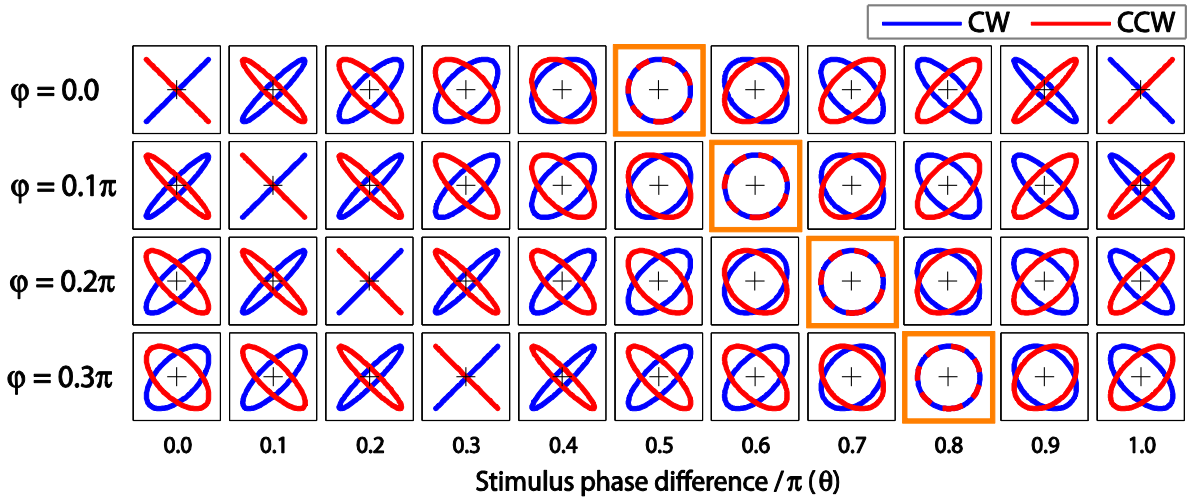 CW CCW
φ = 0.0
φ = 0.1π
φ = 0.2π
φ = 0.3π
0.0 0.1 0.2 0.3 0.4 0.5 0.6 0.7 0.8 0.9 1.0
Stimulus phase difference / π (θ)